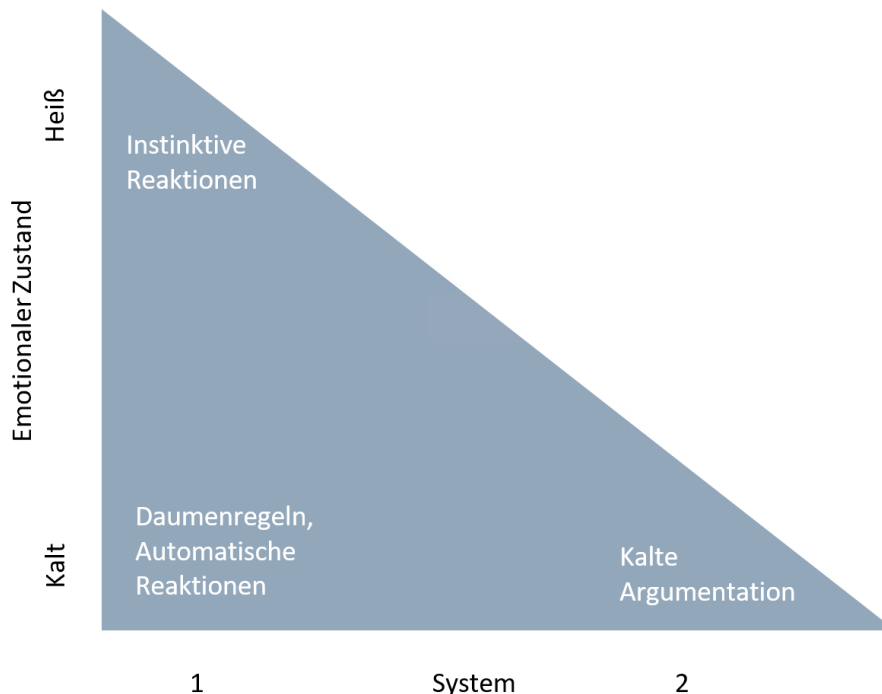 Heiß
Instinktive
Reaktionen
Emotionaler Zustand
Daumenregeln,
Automatische
Reaktionen
Kalt
Kalte
Argumentation
1 System 2